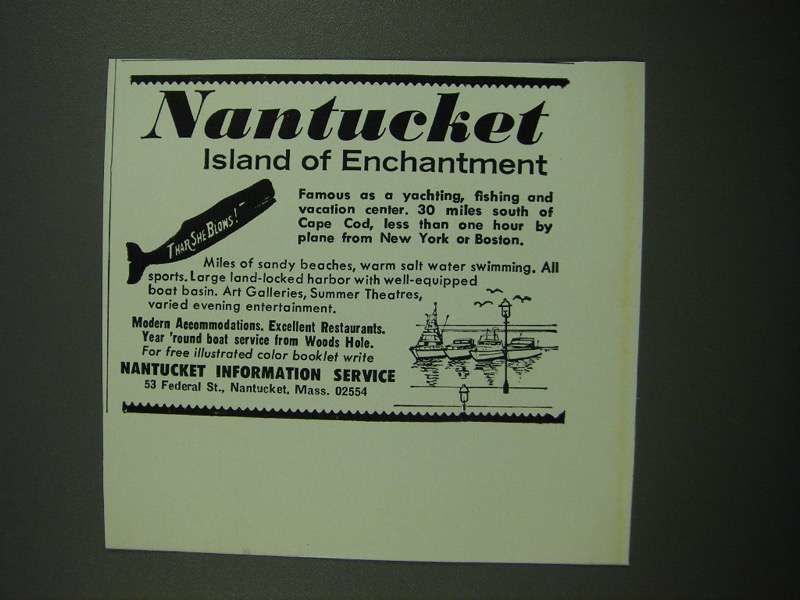 Nantucket
Island of Enchantment
Famous as a yachting, fishing and
vacation center. 30 miles south of
Cape Cod, less than one hour by
plane from New York or Boston.
THAR SHE BLOWS!
Miles of sandy beaches, warm salt water swimming. All
sports. Large land-locked harbor with well-equipped
boat basin. Art Galleries, Summer Theatres,
varied evening entertainment.
Modern Accommodations. Excellent Restaurants.
Year 'round boat service from Woods Hole.
For free illustrated color booklet write
NANTUCKET INFORMATION SERVICE
53 Federal St., Nantucket, Mass. 02554